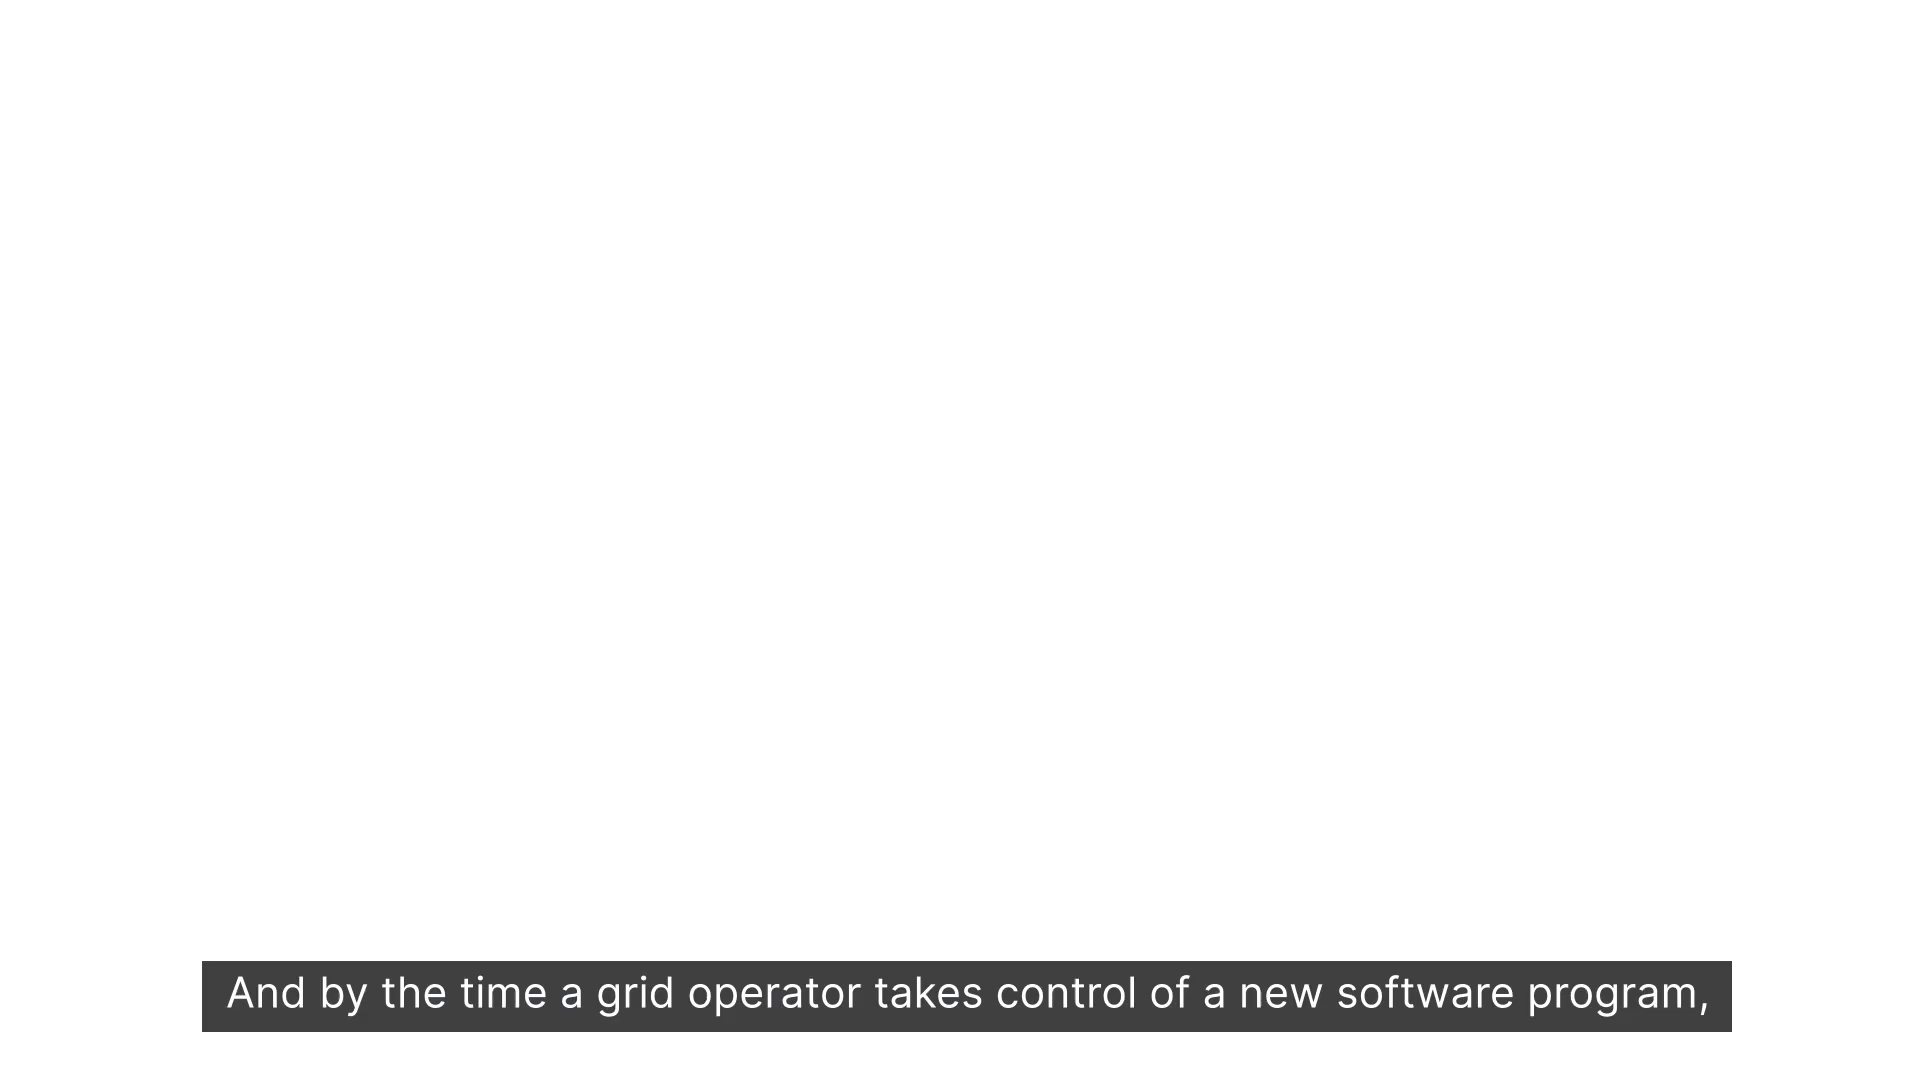 And by the time a grid operator takes control of a new software program,